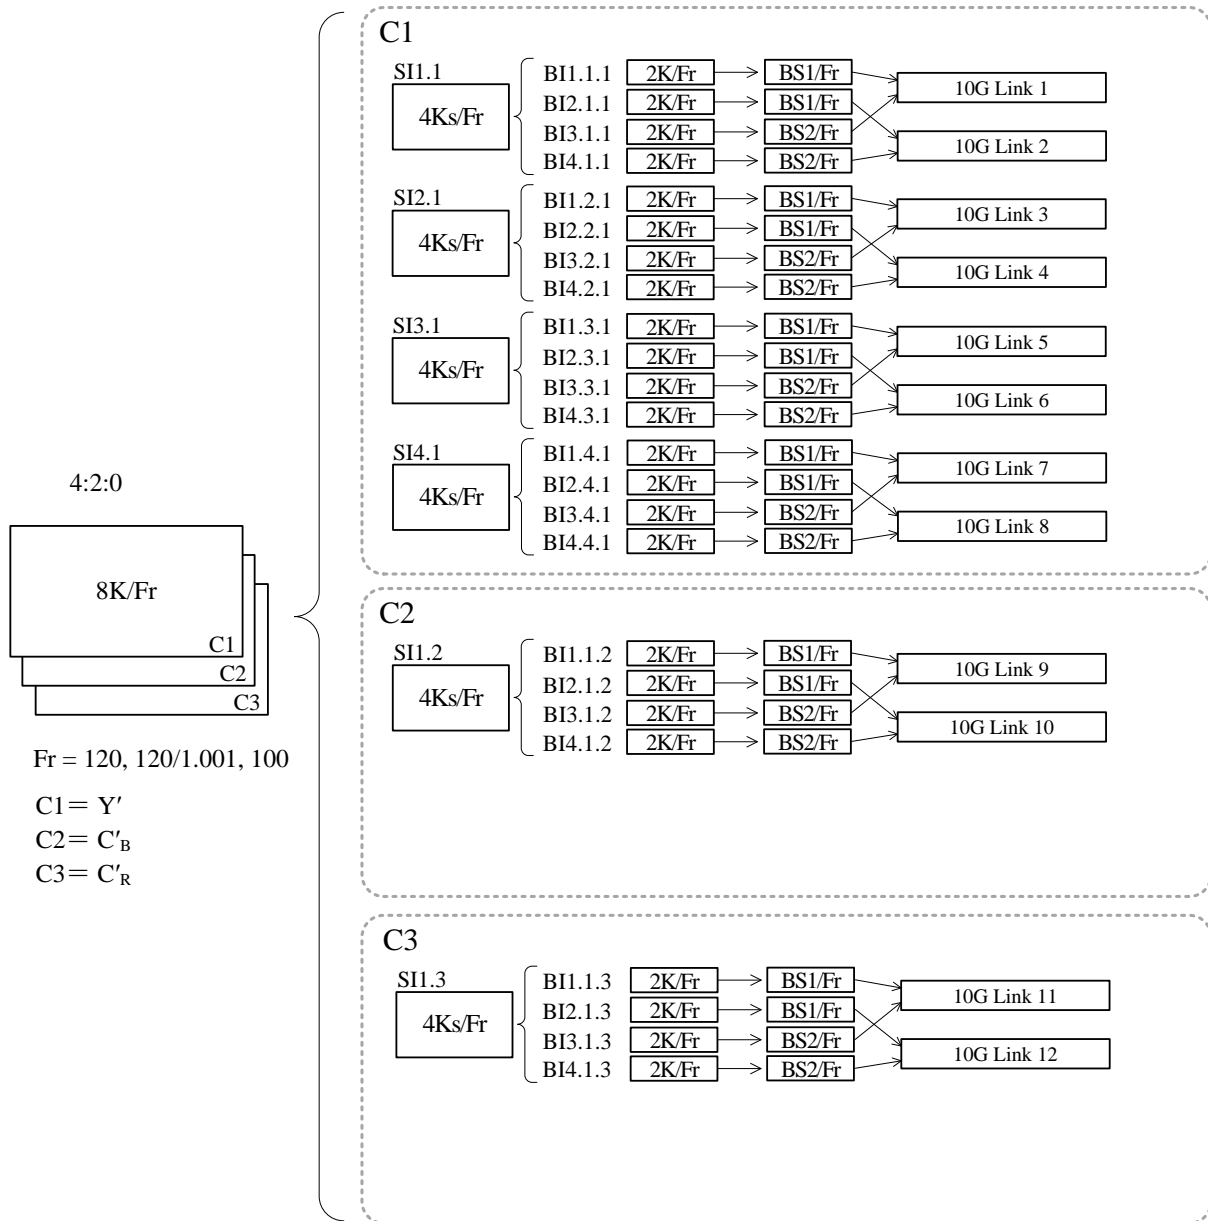 4:2:0
8K/Fr
C1
C2
C3
Fr = 120, 120/1.001, 100
C1＝ Y′
C2＝ C′B
C3＝ C′R
C1
SI1.1
4Ks/Fr
BI1.1.1 2K/Fr BS1/Fr
BI2.1.1 2K/Fr BS1/Fr
BI3.1.1 2K/Fr BS2/Fr
BI4.1.1 2K/Fr BS2/Fr
10G Link 1
10G Link 2
SI2.1
4Ks/Fr
BI1.2.1 2K/Fr BS1/Fr
BI2.2.1 2K/Fr BS1/Fr
BI3.2.1 2K/Fr BS2/Fr
BI4.2.1 2K/Fr BS2/Fr
10G Link 3
10G Link 4
SI3.1
4Ks/Fr
BI1.3.1 2K/Fr BS1/Fr
BI2.3.1 2K/Fr BS1/Fr
BI3.3.1 2K/Fr BS2/Fr
BI4.3.1 2K/Fr BS2/Fr
10G Link 5
10G Link 6
SI4.1
4Ks/Fr
BI1.4.1 2K/Fr BS1/Fr
BI2.4.1 2K/Fr BS1/Fr
BI3.4.1 2K/Fr BS2/Fr
BI4.4.1 2K/Fr BS2/Fr
10G Link 7
10G Link 8
C2
SI1.2
4Ks/Fr
BI1.1.2 2K/Fr BS1/Fr
BI2.1.2 2K/Fr BS1/Fr
BI3.1.2 2K/Fr BS2/Fr
BI4.1.2 2K/Fr BS2/Fr
10G Link 9
10G Link 10
C3
SI1.3
4Ks/Fr
BI1.1.3 2K/Fr BS1/Fr
BI2.1.3 2K/Fr BS1/Fr
BI3.1.3 2K/Fr BS2/Fr
BI4.1.3 2K/Fr BS2/Fr
10G Link 11
10G Link 12